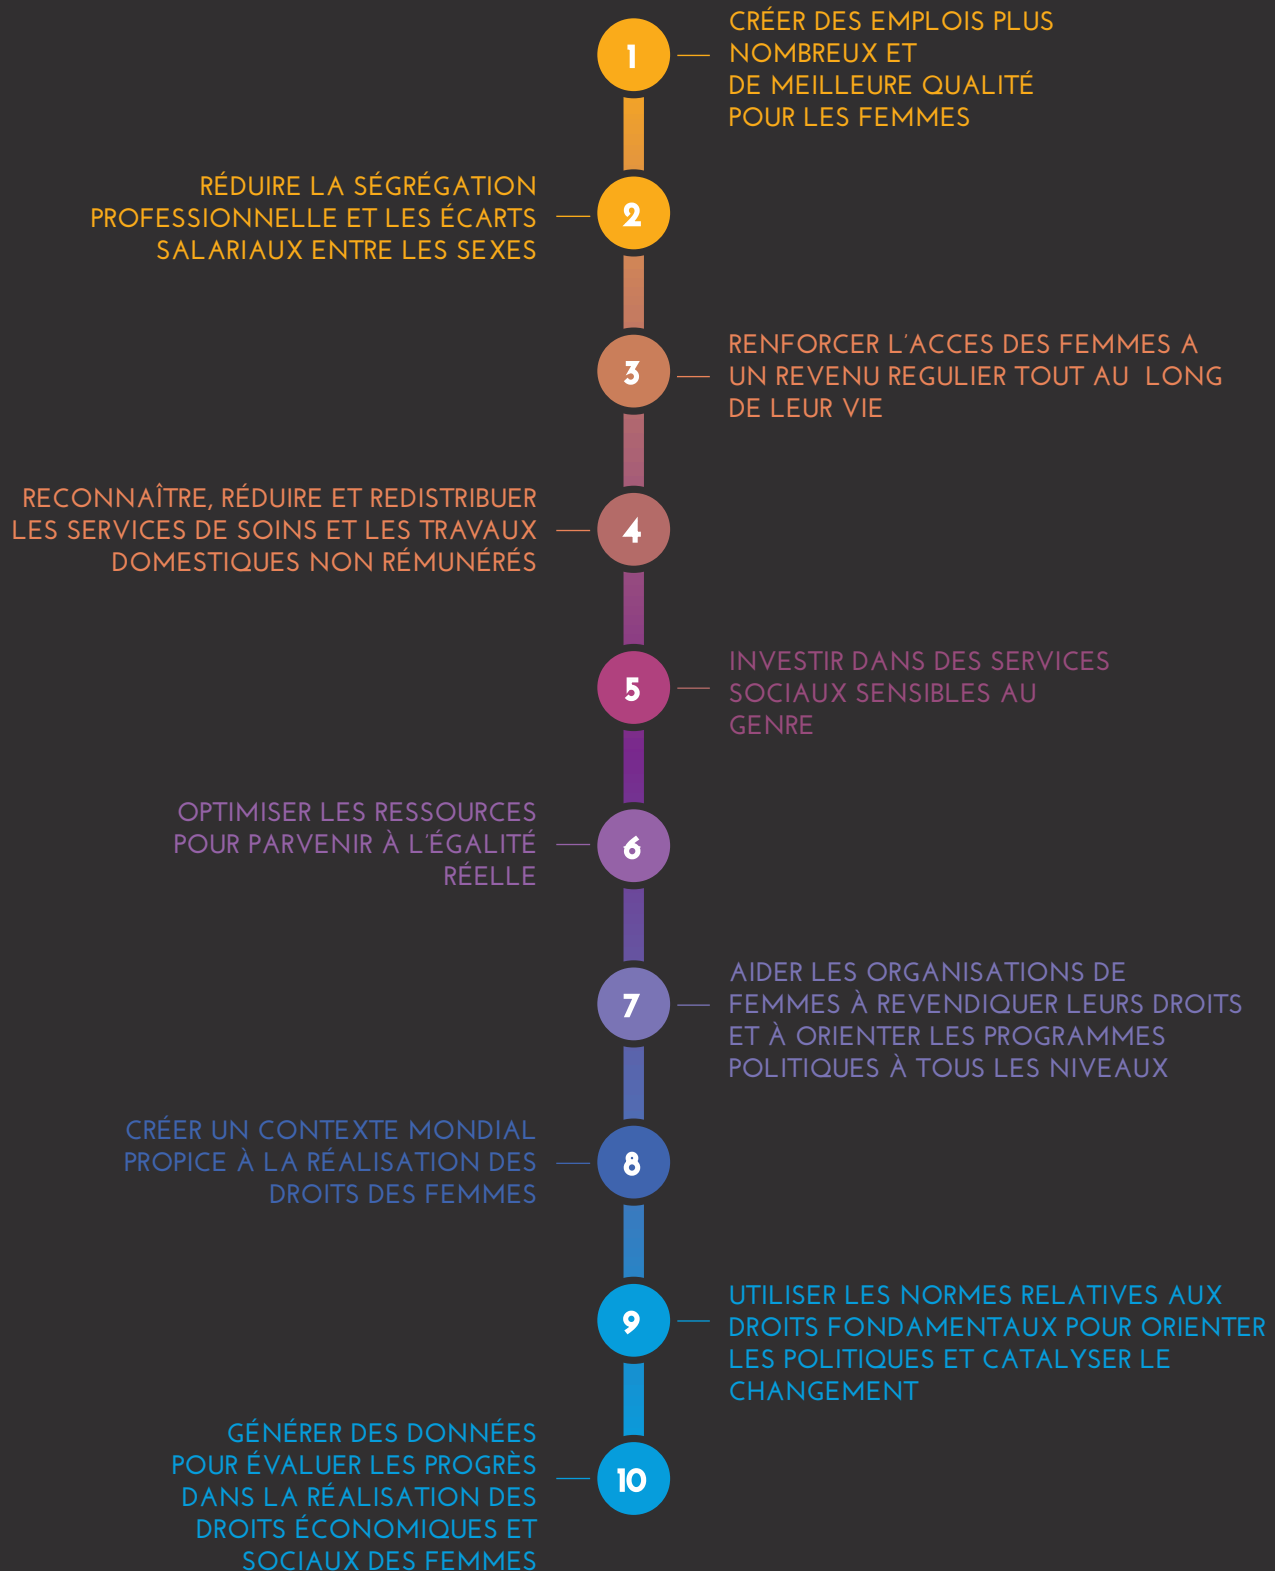 1
CRÉER DES EMPLOIS PLUS
NOMBREUX ET
DE MEILLEURE QUALITÉ
POUR LES FEMMES
2
RÉDUIRE LA SÉGRÉGATION
PROFESSIONNELLE ET LES ÉCARTS
SALARIAUX ENTRE LES SEXES
3
RENFORCER L'ACCES DES FEMMES A
UN REVENU REGULIER TOUT AU LONG
DE LEUR VIE
4
RECONNAÎTRE, RÉDUIRE ET REDISTRIBUER
LES SERVICES DE SOINS ET LES TRAVAUX
DOMESTIQUES NON RÉMUNÉRÉS
5
INVESTIR DANS DES SERVICES
SOCIAUX SENSIBLES AU
GENRE
6
OPTIMISER LES RESSOURCES
POUR PARVENIR À L'ÉGALITÉ
RÉELLE
7
AIDER LES ORGANISATIONS DE
FEMMES À REVENDIQUER LEURS DROITS
ET À ORIENTER LES PROGRAMMES
POLITIQUES À TOUS LES NIVEAUX
8
CRÉER UN CONTEXTE MONDIAL
PROPICE À LA RÉALISATION DES
DROITS DES FEMMES
9
UTILISER LES NORMES RELATIVES AUX
DROITS FONDAMENTAUX POUR ORIENTER
LES POLITIQUES ET CATALYSER LE
CHANGEMENT
10
GÉNÉRER DES DONNÉES
POUR ÉVALUER LES PROGRÈS
DANS LA RÉALISATION DES
DROITS ÉCONOMIQUES ET
SOCIAUX DES FEMMES